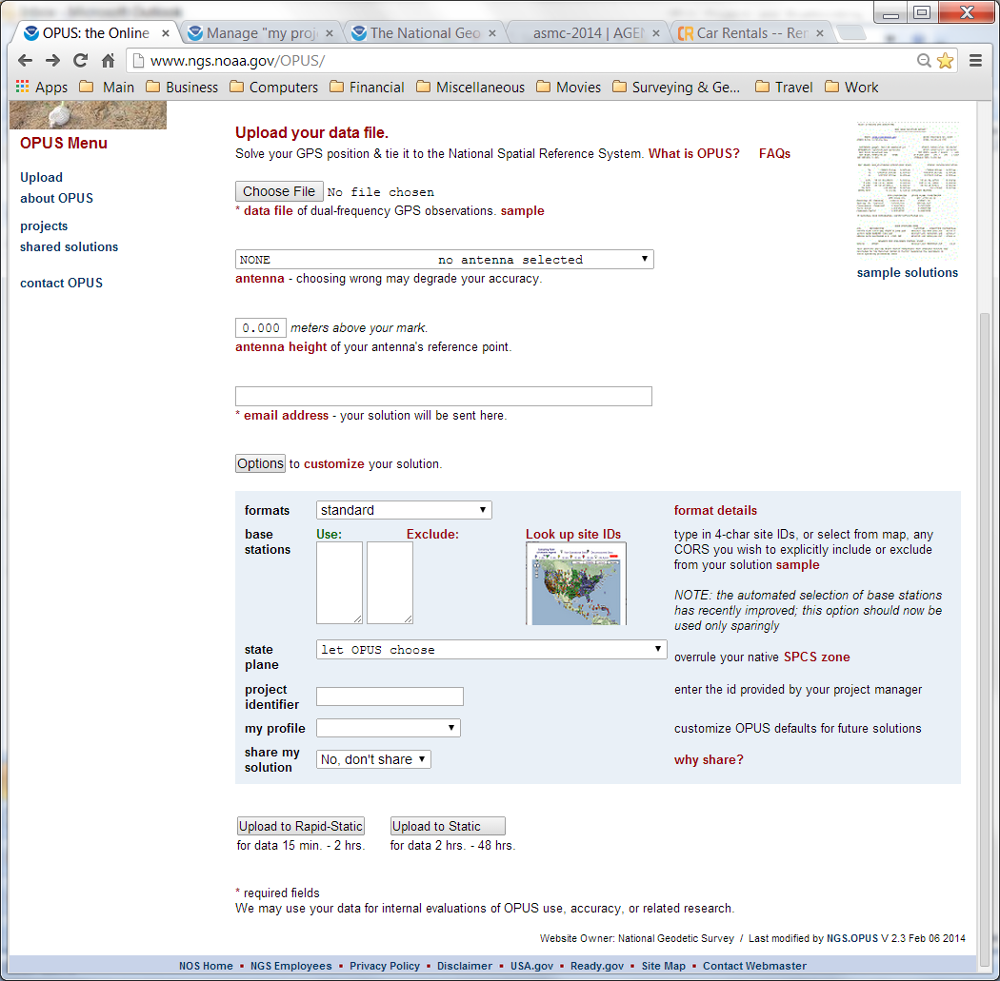 OPUS: the Online
Manage "my proj
The National Geo
asmc-2014 | AGEN
CR Car Rentals -- Ren
www.ngs.noaa.gov/OPUS/
Apps Main Business Computers Financial Miscellaneous Movies Surveying & Ge... Travel Work
OPUS Menu
Upload
about OPUS
projects
shared solutions
contact OPUS
Upload your data file.
Solve your GPS position & tie it to the National Spatial Reference System. What is OPUS? FAQs
Choose File No file chosen
* data file of dual-frequency GPS observations. sample
NONE no antenna selected
antenna - choosing wrong may degrade your accuracy.
sample solutions
0.000 meters above your mark.
antenna height of your antenna's reference point.
* email address - your solution will be sent here.
Options to customize your solution.
formats standard format details
base stations
Use: Exclude: Look up site IDs
type in 4-char site IDs, or select from map, any
CORS you wish to explicitly include or exclude
from your solution sample
NOTE: the automated selection of base stations
has recently improved; this option should now be
used only sparingly
state plane
let OPUS choose
overrule your native SPCS zone
project identifier
enter the id provided by your project manager
my profile
customize OPUS defaults for future solutions
share my solution
No, don't share
why share?
Upload to Rapid-Static Upload to Static
for data 15 min. - 2 hrs. for data 2 hrs. - 48 hrs.
* required fields
We may use your data for internal evaluations of OPUS use, accuracy, or related research.
Website Owner: National Geodetic Survey / Last modified by NGS.OPUS V 2.3 Feb 06 2014
NOS Home • NGS Employees • Privacy Policy • Disclaimer • USA.gov • Ready.gov • Site Map • Contact Webmaster